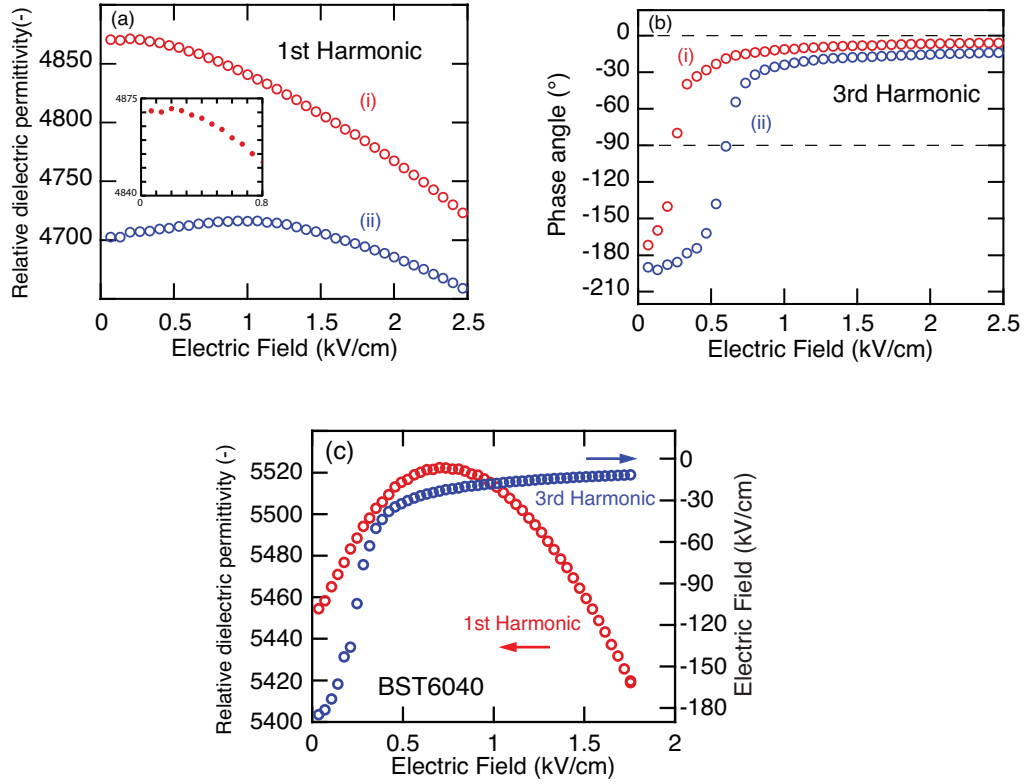 (a)
1st Harmonic
(i)
(ii)
4850
4800
4750
4700
4875
4840
0
0.8
0
0.5
1
1.5
2
2.5
Relative dielectric permittivity(-)
Electric Field (kV/cm)
(b)
(i)
(ii)
3rd Harmonic
0
-30
-60
-90
-120
-150
-180
-210
0
0.5
1
1.5
2
2.5
Phase angle (°)
Electric Field (kV/cm)
(c)
3rd Harmonic
1st Harmonic
BST6040
5520
5500
5480
5460
5440
5420
5400
0
-30
-60
-90
-120
-150
-180
0
0.5
1
1.5
2
Relative dielectric permittivity (-)
Electric Field (kV/cm)
Electric Field (kV/cm)